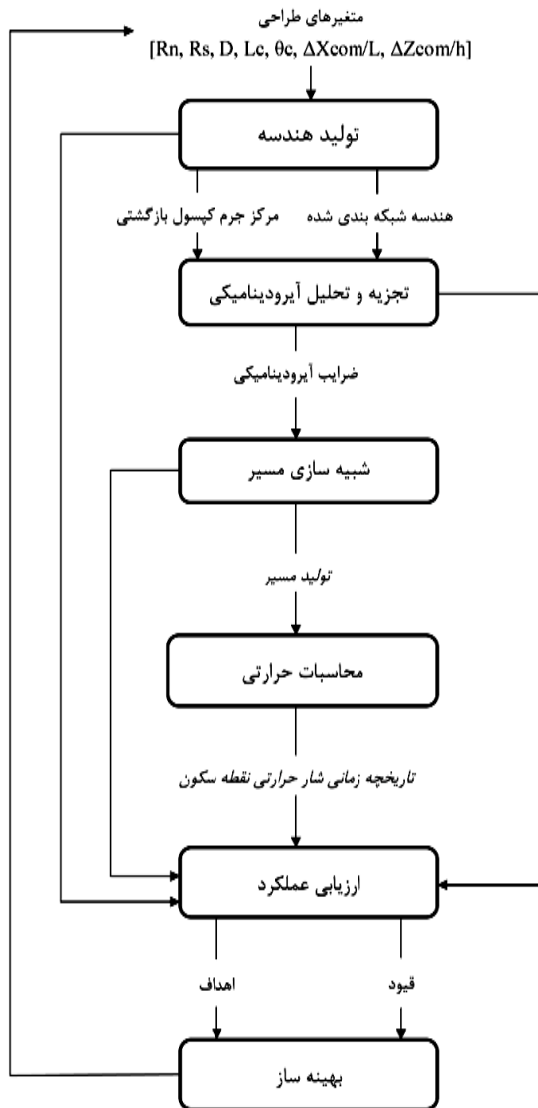 متغیرهای طراحی
[Rn, Rs, D, Lc, θc, ΔXcom/L, ΔZcom/h]
تولید هندسه
هندسه شبکه بندی شده
مرکز جرم کپسول بازگشتی
تجزیه و تحلیل آیرودینامیکی
ضرایب آیرودینامیکی
شبیه سازی مسیر
تولید مسیر
محاسبات حرارتی
تاریخچه زمانی شار حرارتی نقطه سکون
ارزیابی عملکرد
قیود
اهداف
بهینه ساز